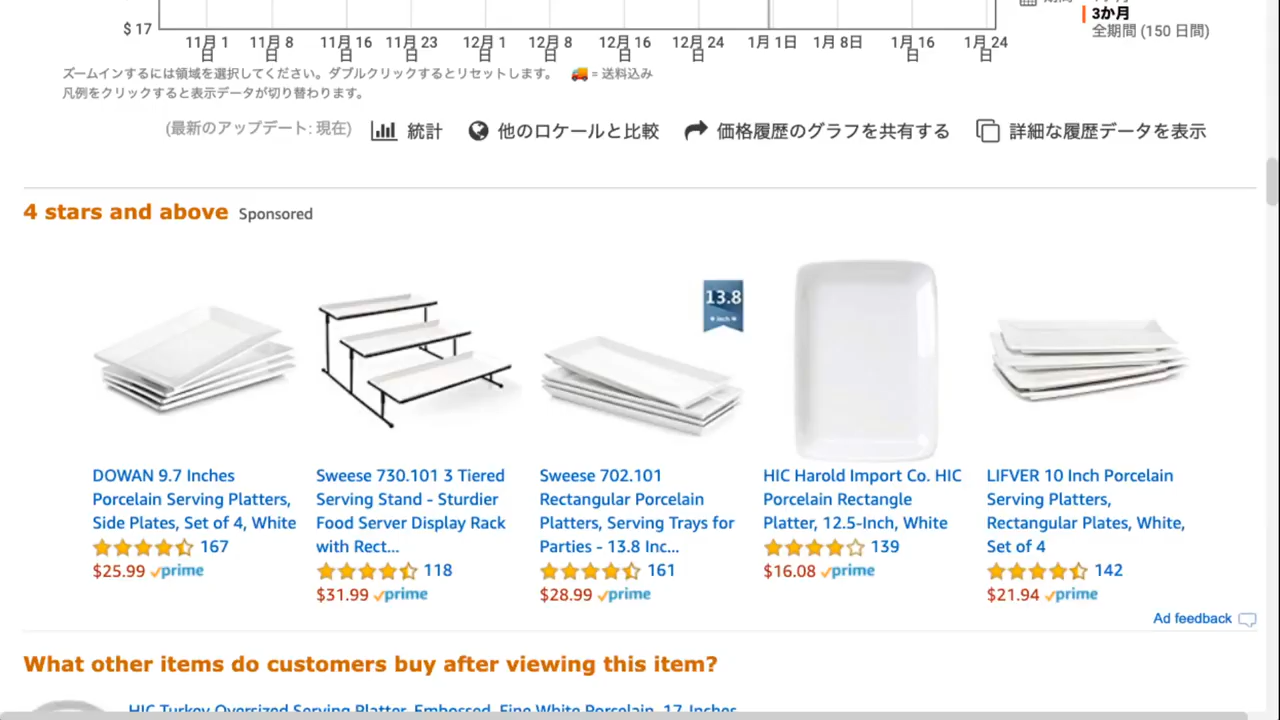 3か月
$ 17
全期間 (150 日間)
11月 1日 11月 8日 11月 16日 11月 23日 12月 1日 12月 8日 12月 16日 12月 24日 1月 1日 1月 8日 1月 16日 1月 24日
ズームインするには領域を選択してください。ダブルクリックするとリセットします。 🚚 = 送料込み
凡例をクリックすると表示データが切り替わります。
(最新のアップデート: 現在) 統計 他のロケールと比較 価格履歴のグラフを共有する 詳細な履歴データを表示
4 stars and above Sponsored
13.8
Inch
DOWAN 9.7 Inches
Porcelain Serving Platters,
Side Plates, Set of 4, White
167
$25.99 prime
Sweese 730.101 3 Tiered
Serving Stand - Sturdier
Food Server Display Rack
with Rect...
118
$31.99 prime
Sweese 702.101
Rectangular Porcelain
Platters, Serving Trays for
Parties - 13.8 Inc...
161
$28.99 prime
HIC Harold Import Co. HIC
Porcelain Rectangle
Platter, 12.5-Inch, White
139
$16.08 prime
LIFVER 10 Inch Porcelain
Serving Platters,
Rectangular Plates, White,
Set of 4
142
$21.94 prime
Ad feedback
What other items do customers buy after viewing this item?
HIC Turkey Oversized Serving Platter, Embossed, Fine White Porcelain, 17-Inches